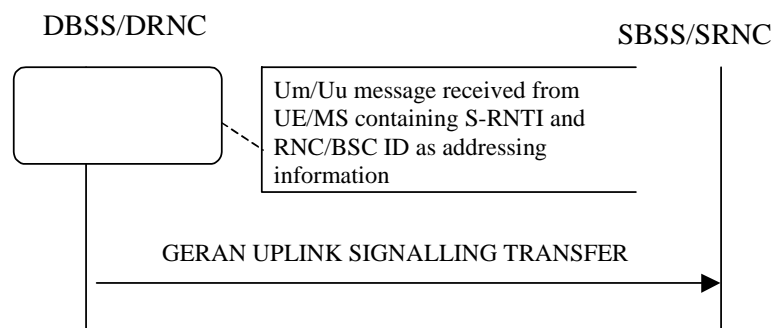 DBSS/DRNC
SBSS/SRNC
Um/Uu message received from
UE/MS containing S-RNTI and
RNC/BSC ID as addressing
information
GERAN UPLINK SIGNALLING TRANSFER